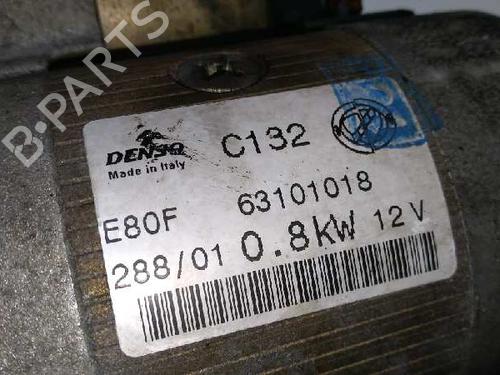 B-PARTS
DENSO
Made in Italy
C132
E80F 63101018
288/01 0.8kW 12V